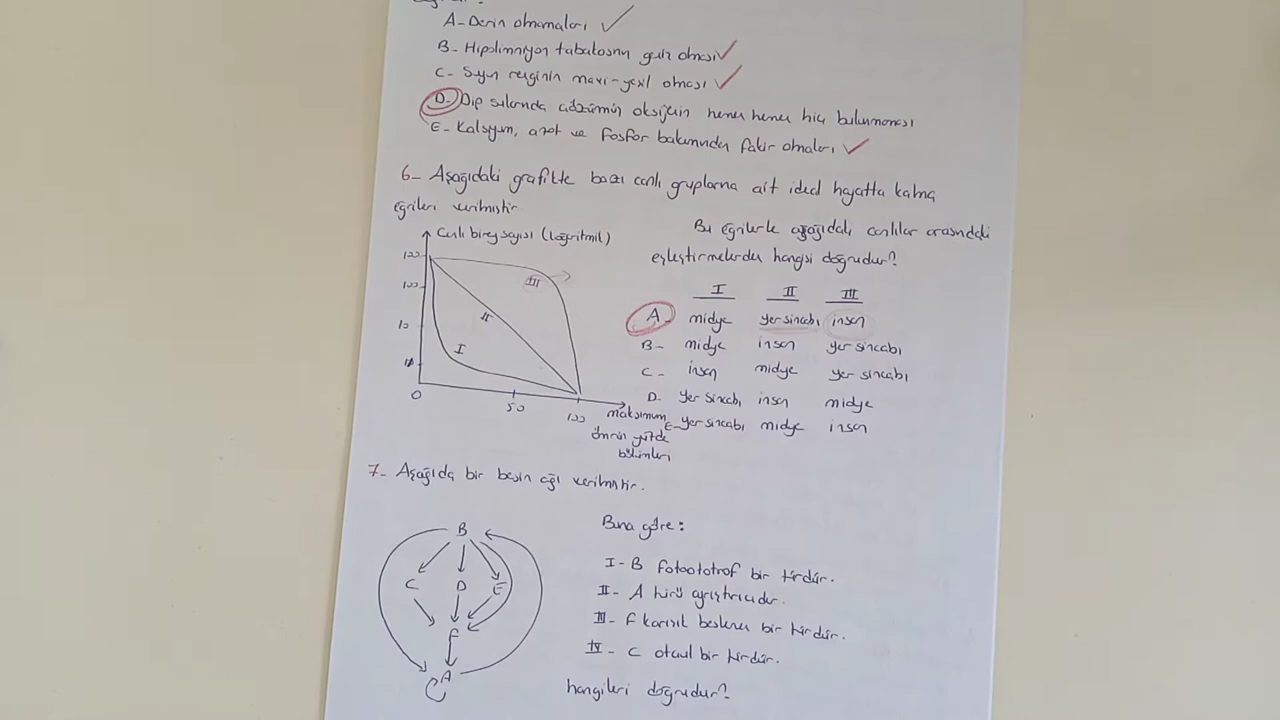 A- Derin olmamaları
B- Hipolimniyon tabakasının geniş olması
C- Suyun renginin mavi-yeşil olması
D- Dip sularında çözünmüş oksijenin hemen hemen hiç bulunmaması
E- Kalsiyum, azot ve fosfor bakımından fakir olmaları
6- Aşağıdaki grafikte bazı canlı gruplarına ait ideal hayatta kalma
eğrileri verilmiştir
Canlı birey sayısı (logaritmik)
100
10
I
II
III
0
50
100
maksimum
ömrün yüzde
bölümleri
Bu eğrilerle aşağıdaki canlılar arasındaki
eşleştirmelerden hangisi doğrudur?
I II III
A- midye yer sincabı insan
B- midye insan yer sincabı
C- insan midye yer sincabı
D- yer sincabı insan midye
E- yer sincabı midye insan
7- Aşağıda bir besin ağı verilmiştir.
B
C D E
F
A
Buna göre:
I- B fotoototrof bir türdür.
II- A türü ayrıştırıcıdır.
III- F karışık beslenen bir türdür.
IV- C otçul bir türdür.
hangileri doğrudur?